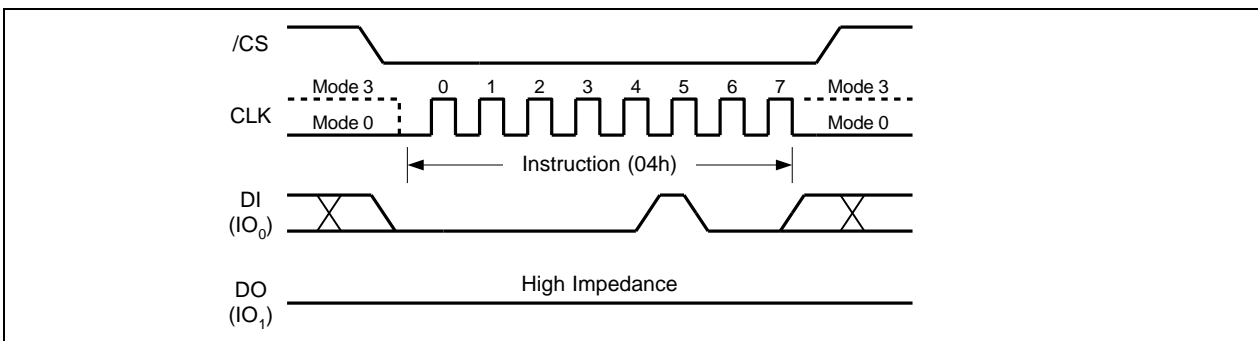 /CS
Mode 3 0 1 2 3 4 5 6 7 Mode 3
CLK
Mode 0 Mode 0
Instruction (04h)
DI
(IO₀)
High Impedance
DO
(IO₁)